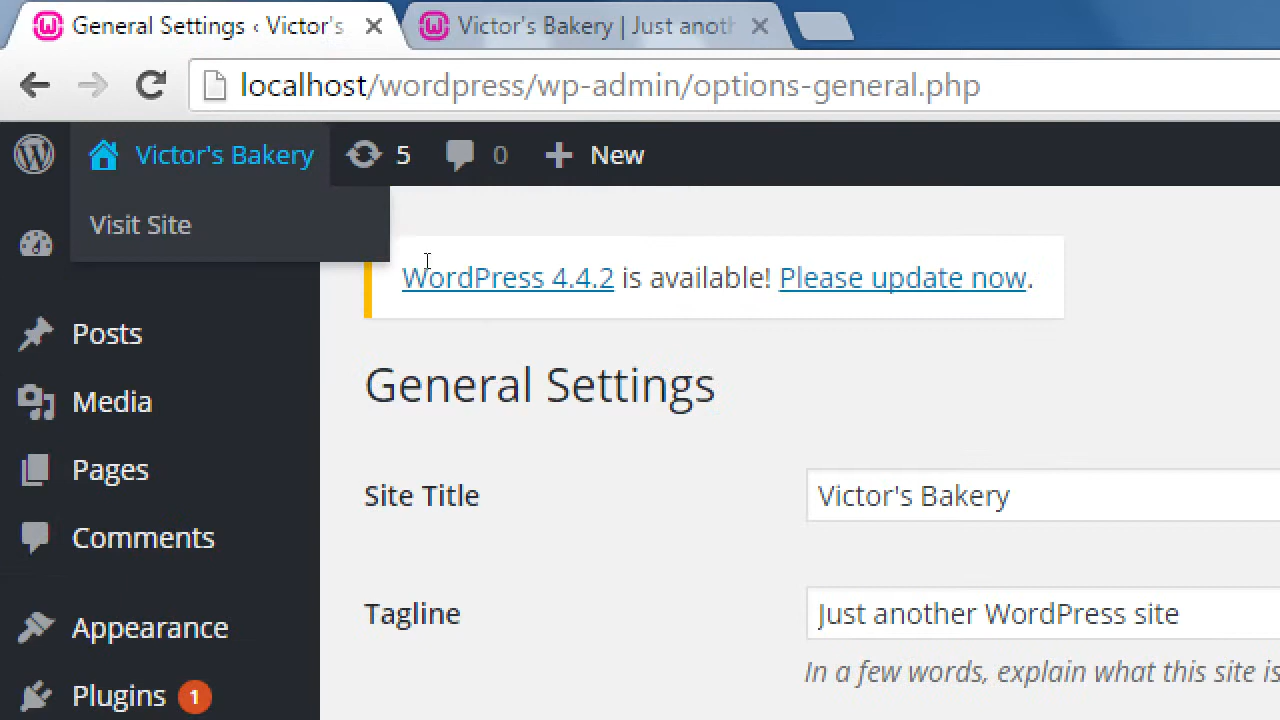 General Settings ‹ Victor's
Victor's Bakery | Just anoth
localhost/wordpress/wp-admin/options-general.php
Victor's Bakery
5
0
New
Visit Site
WordPress 4.4.2 is available! Please update now.
General Settings
Posts
Media
Pages
Comments
Appearance
Plugins 1
Site Title
Victor's Bakery
Tagline
Just another WordPress site
In a few words, explain what this site is